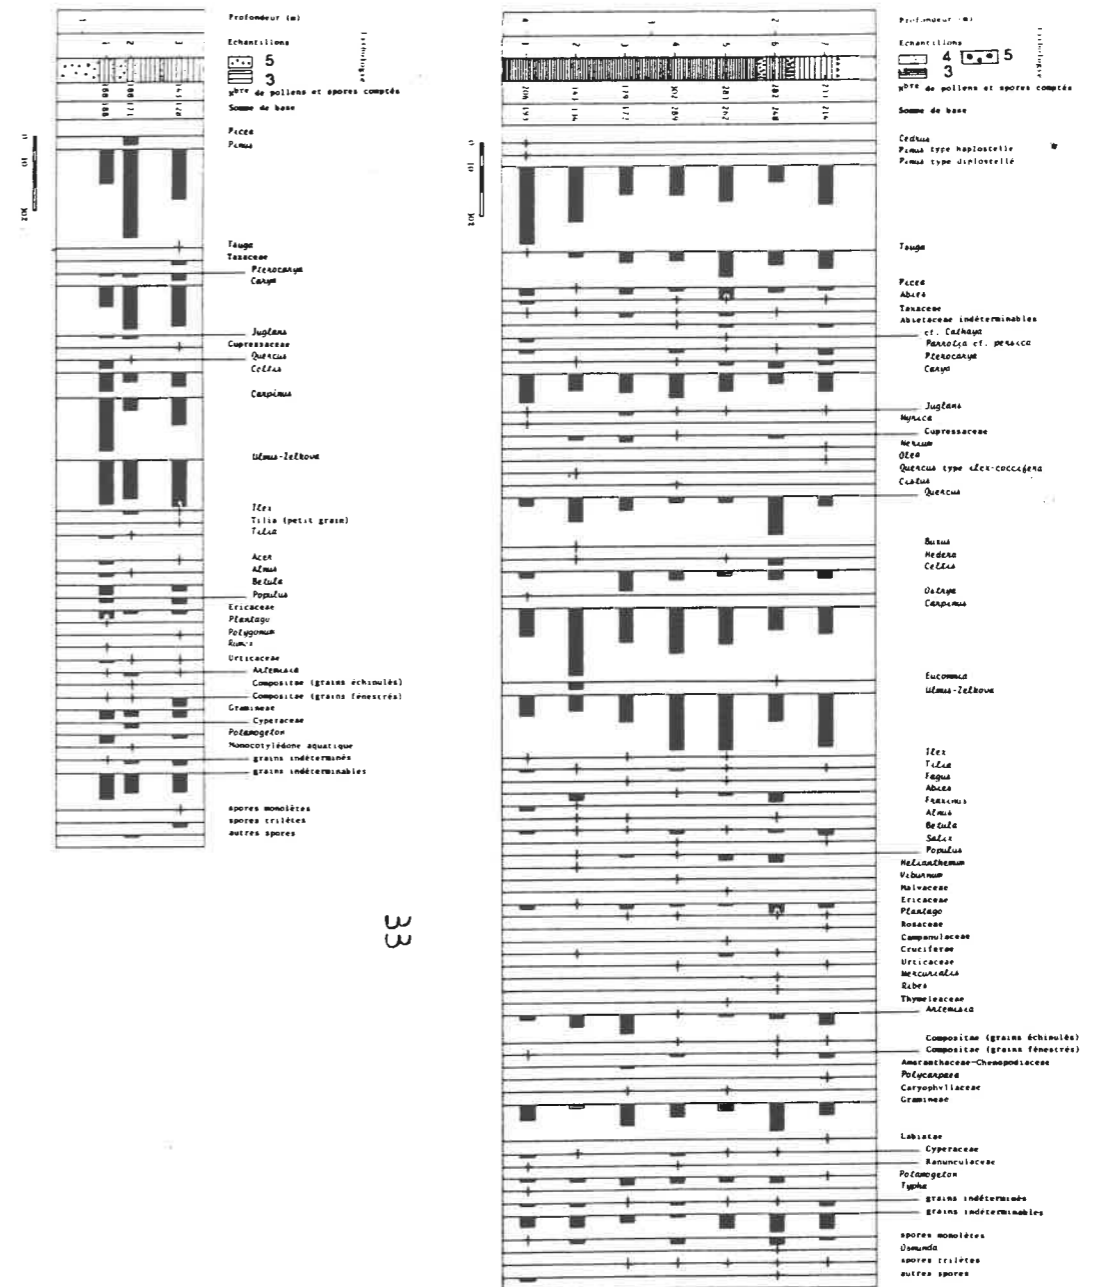 Profondeur (m)
Echantillons
5
3
Lithologie
Nbre de pollens et spores comptés
Somme de base
Picea
Pinus
Tsuga
Taxaceae
Pterocarya
Carya
Juglans
Cupressaceae
Quercus
Celtis
Carpinus
Ulmus-Zelkova
Ilex
Tilia (petit grain)
Tilia
Acer
Alnus
Betula
Populus
Ericaceae
Plantago
Polygonum
Rumex
Urticaceae
Artemisia
Compositae (grains échinulés)
Compositae (grains fénestrés)
Gramineae
Cyperaceae
Potamogeton
Monocotylédone aquatique
grains indéterminés
grains indéterminables
spores monolètes
spores trilètes
autres spores
33
Profondeur (m)
Echantillons
4 5
3
Lithologie
Nbre de pollens et spores comptés
Somme de base
Cedrus
Pinus type haplostellé
Pinus type diplostellé
Tsuga
Picea
Abies
Taxaceae
Abietaceae indéterminables
cf. Cathaya
Parrotia cf. persica
Pterocarya
Carya
Juglans
Myrica
Cupressaceae
Nerium
Olea
Quercus type ilex-coccifera
Cistus
Quercus
Buxus
Hedera
Celtis
Ostrya
Carpinus
Eucommia
Ulmus-Zelkova
Ilex
Tilia
Fagus
Abies
Fraxinus
Alnus
Betula
Salix
Populus
Helianthemum
Viburnum
Malvaceae
Ericaceae
Plantago
Rosaceae
Campanulaceae
Cruciferae
Urticaceae
Mercurialis
Ribes
Thymeleaceae
Artemisia
Compositae (grains échinulés)
Compositae (grains fénestrés)
Amaranthaceae-Chenopodiaceae
Polycarpaea
Caryophyllaceae
Gramineae
Labiatae
Cyperaceae
Ranunculaceae
Potamogeton
Typha
grains indéterminés
grains indéterminables
spores monolètes
Osmunda
spores trilètes
autres spores